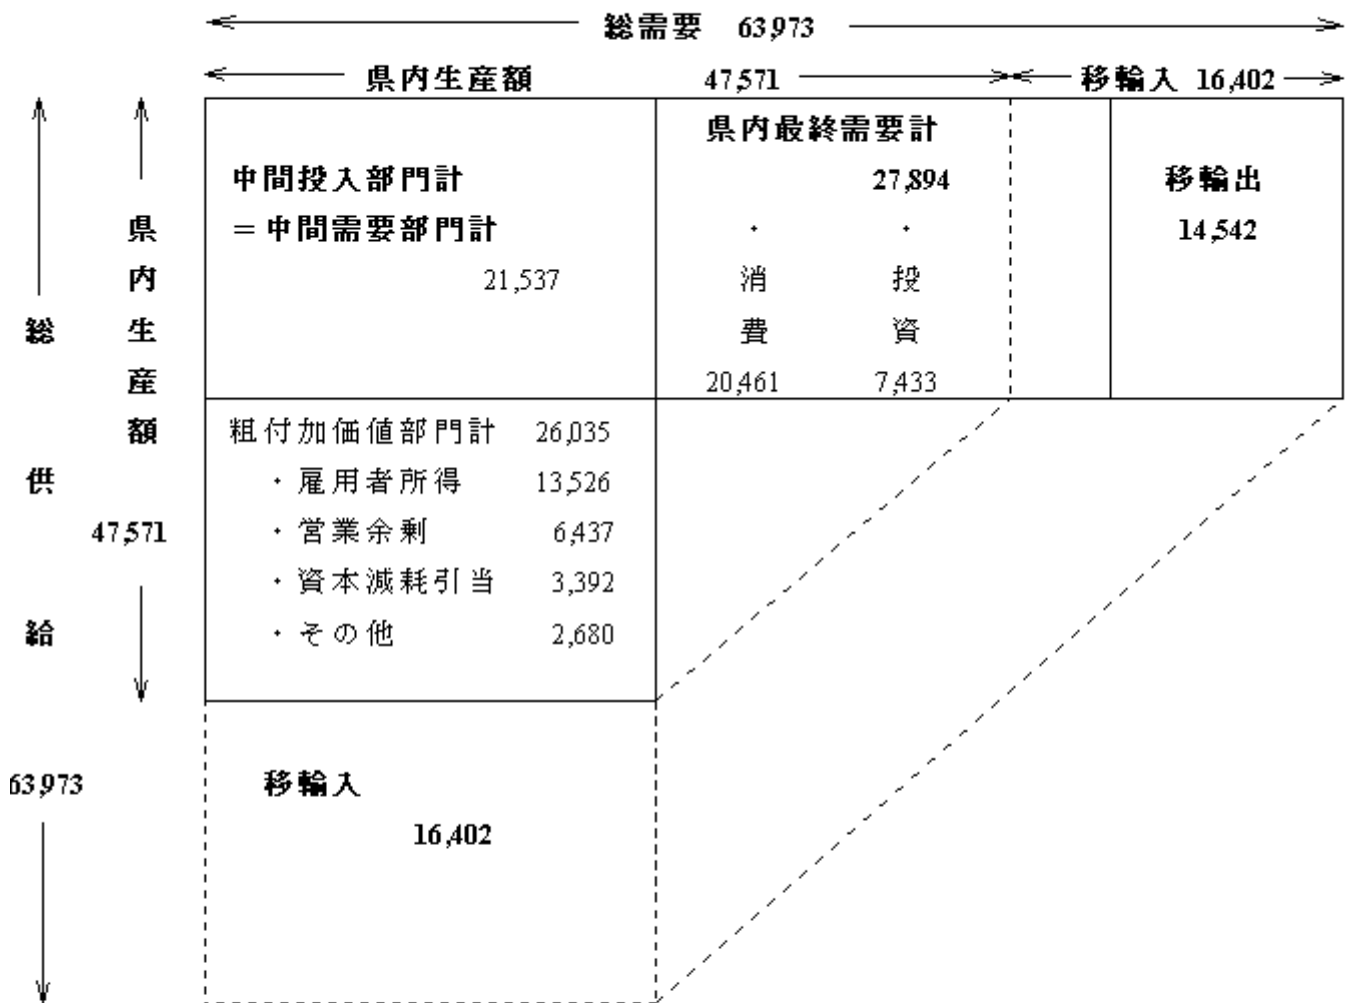 総需要 63,973
県内生産額 47,571 移輸入 16,402
県内最終需要計
中間投入部門計 27,894 移輸出
＝中間需要部門計 ・ ・ 14,542
21,537 消費 投資
20,461 7,433
総供給
63,973
県内生産額
47,571
粗付加価値部門計 26,035
・雇用者所得 13,526
・営業余剰 6,437
・資本減耗引当 3,392
・その他 2,680
移輸入
16,402